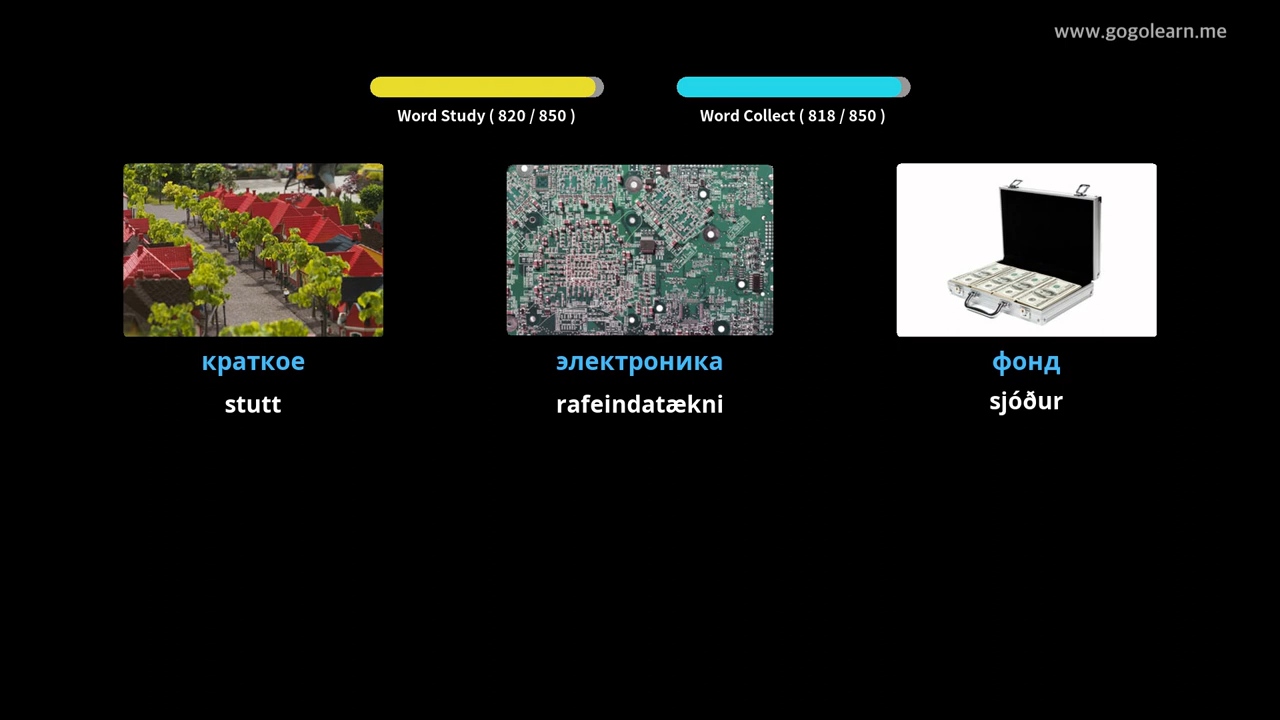 www.gogolearn.me
Word Study ( 820 / 850 )
Word Collect ( 818 / 850 )
краткое
электроника
фонд
stutt
rafeindatækni
sjóður